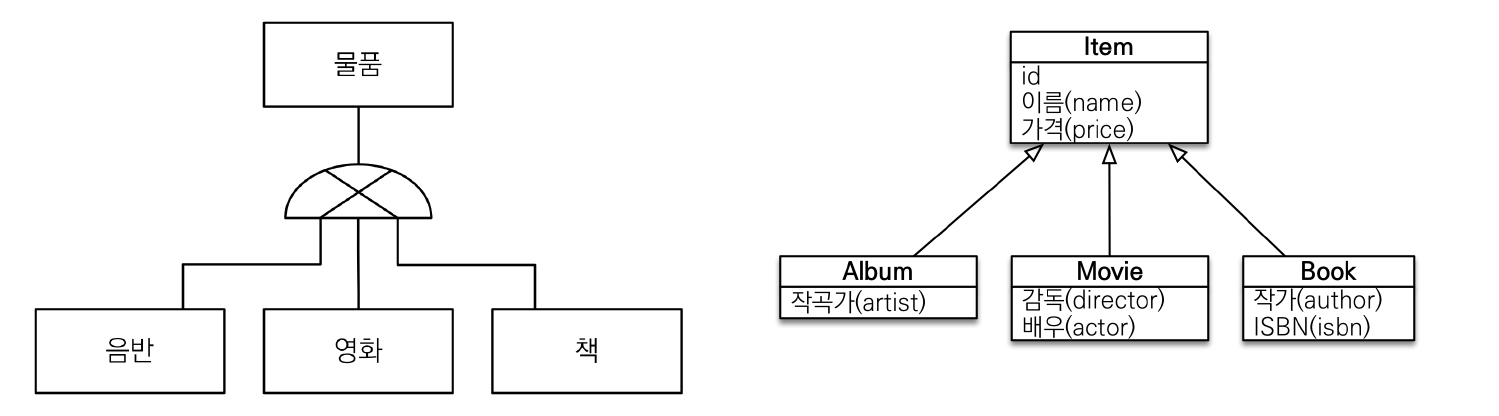 물품
음반
영화
책
Item
id
이름(name)
가격(price)
Album
작곡가(artist)
Movie
감독(director)
배우(actor)
Book
작가(author)
ISBN(isbn)